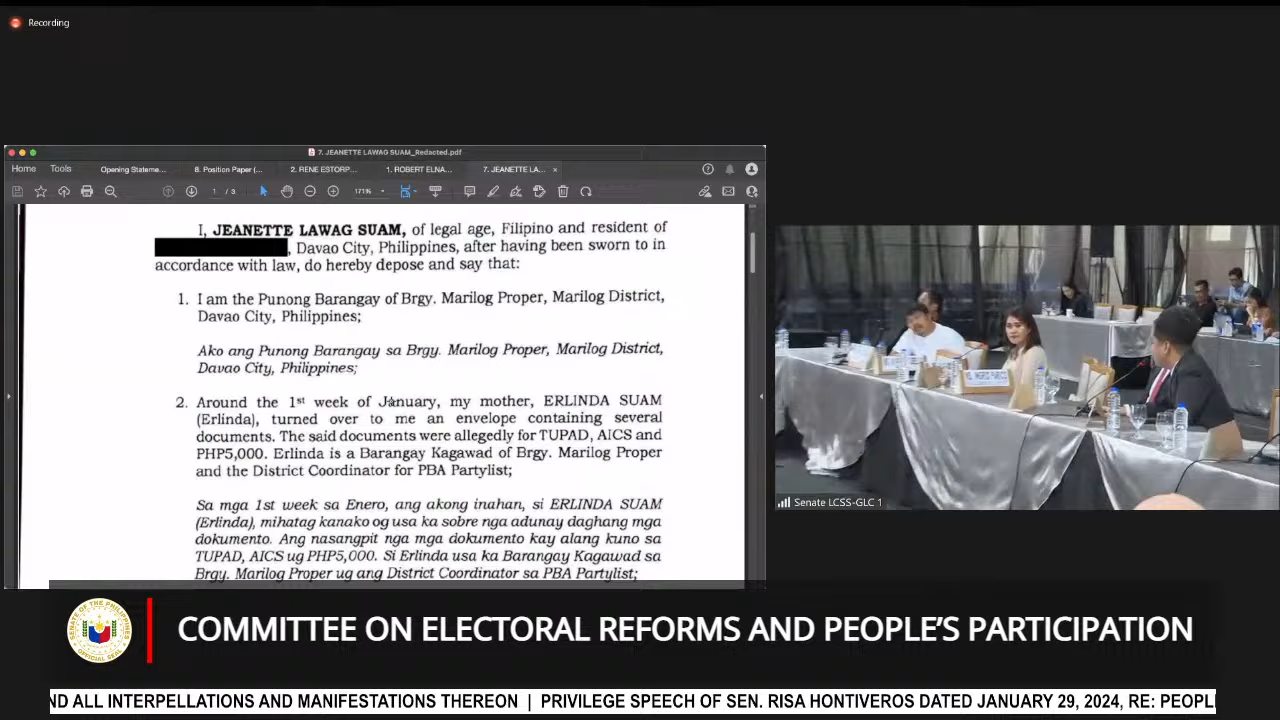 Recording
7. JEANETTE LAWAG SUAM_Redacted.pdf
Home Tools Opening Stateme... 8. Position Paper (... 2. RENE ESTORP... 1. ROBERT ELNA... 7. JEANETTE LA... ×
1 / 3 171%
I, JEANETTE LAWAG SUAM, of legal age, Filipino and resident of
, Davao City, Philippines, after having been sworn to in
accordance with law, do hereby depose and say that:
1. I am the Punong Barangay of Brgy. Marilog Proper, Marilog District,
Davao City, Philippines;
Ako ang Punong Barangay sa Brgy. Marilog Proper, Marilog District,
Davao City, Philippines;
2. Around the 1st week of January, my mother, ERLINDA SUAM
(Erlinda), turned over to me an envelope containing several
documents. The said documents were allegedly for TUPAD, AICS and
PHP5,000. Erlinda is a Barangay Kagawad of Brgy. Marilog Proper
and the District Coordinator for PBA Partylist;
Sa mga 1st week sa Enero, ang akong inahan, si ERLINDA SUAM
(Erlinda), mihatag kanako og usa ka sobre nga adunay daghang mga
dokumento. Ang nasangpit nga mga dokumento kay alang kuno sa
TUPAD, AICS ug PHP5,000. Si Erlinda usa ka Barangay Kagawad sa
Brgy. Marilog Proper ug ang District Coordinator sa PBA Partylist;
Senate LCSS-GLC 1
SENATE OF THE PHILIPPINES
OFFICIAL SEAL
COMMITTEE ON ELECTORAL REFORMS AND PEOPLE'S PARTICIPATION
ND ALL INTERPELLATIONS AND MANIFESTATIONS THEREON | PRIVILEGE SPEECH OF SEN. RISA HONTIVEROS DATED JANUARY 29, 2024, RE: PEOPL